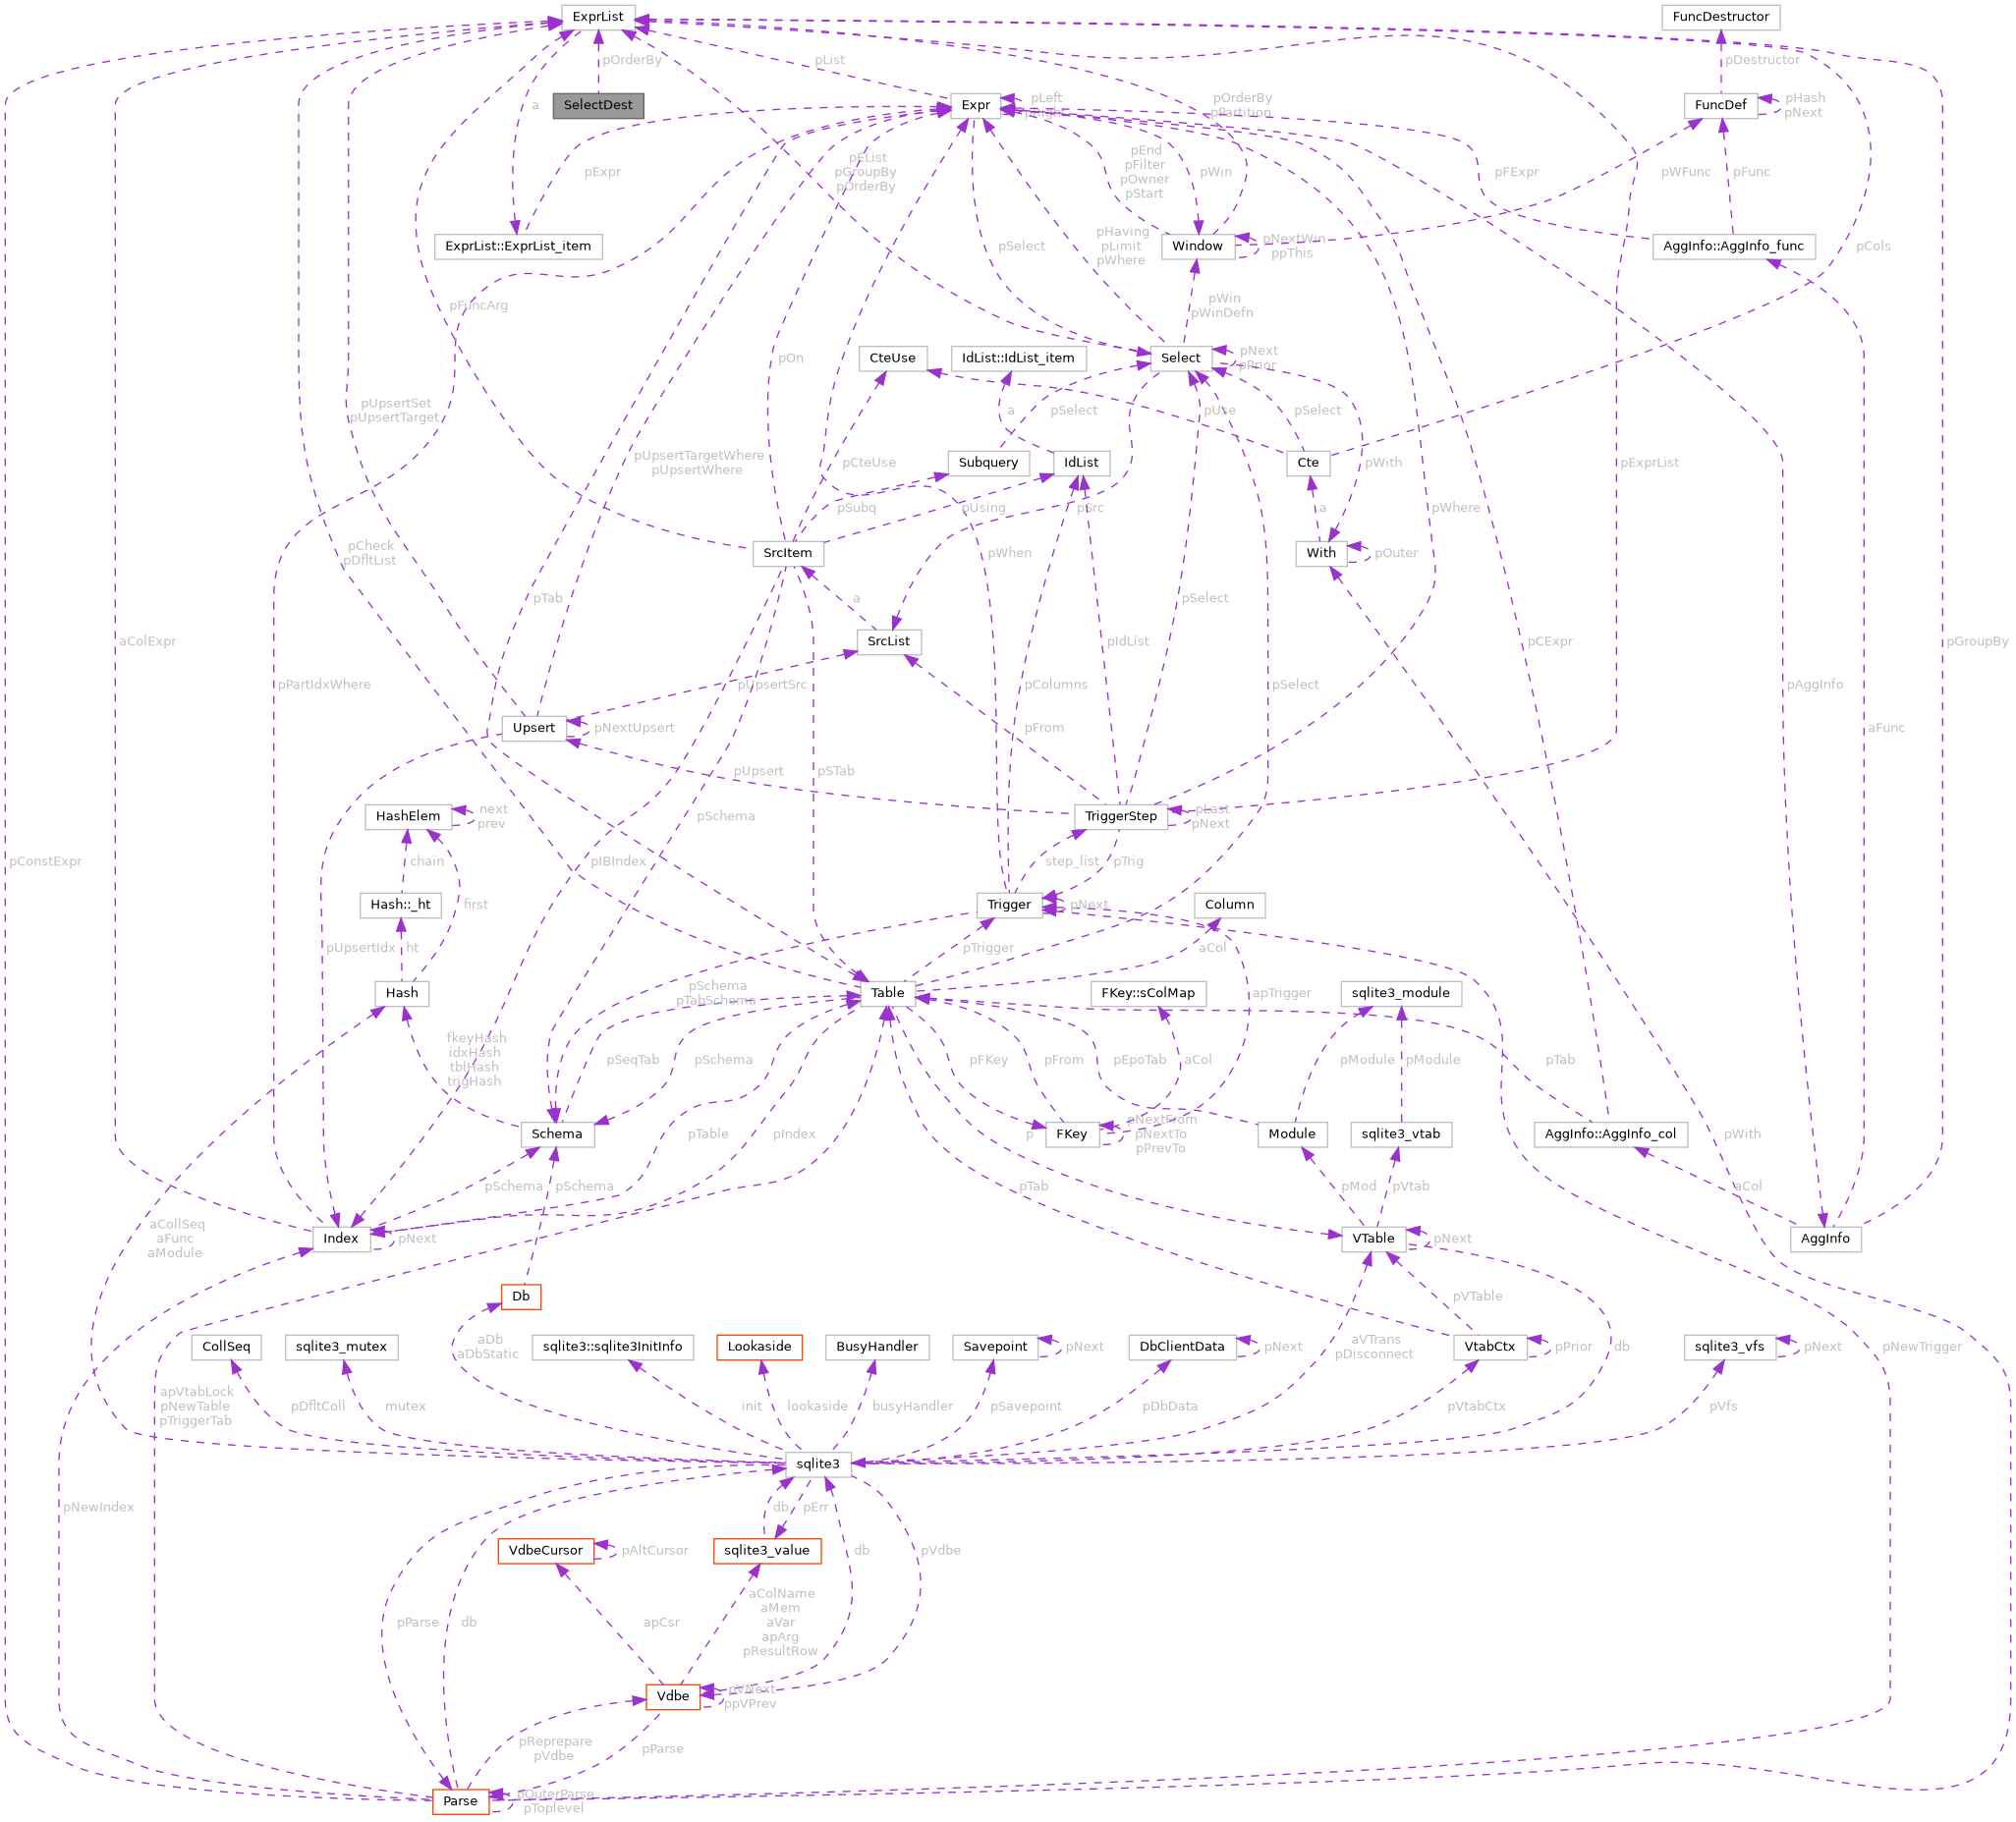 ExprList
FuncDestructor
pList
pOrderBy
pDestructor
a
SelectDest
Expr
pLeft
pRight
pOrderBy
pPartition
FuncDef
pHash
pNext
pExpr
pEList
pGroupBy
pOrderBy
pEnd
pFilter
pOwner
pStart
pWin
pFExpr
pWFunc
pFunc
ExprList::ExprList_item
pSelect
pHaving
pLimit
pWhere
Window
pNextWin
ppThis
AggInfo::AggInfo_func
pCols
pFuncArg
pWin
pWinDefn
pOn
CteUse
IdList::IdList_item
Select
pNext
pPrior
pUpsertSet
pUpsertTarget
a
pSelect
pUse
pSelect
pUpsertTargetWhere
pUpsertWhere
pCteUse
Subquery
IdList
Cte
pWith
pExprList
pSubq
pUsing
pSrc
a
pWhere
pCheck
pDfltList
SrcItem
pWhen
With
pOuter
pTab
a
pSelect
aColExpr
SrcList
pIdList
pCExpr
pGroupBy
pPartIdxWhere
pUpsertSrc
pColumns
pSelect
pAggInfo
Upsert
pNextUpsert
pFrom
aFunc
pUpsert
pSTab
HashElem
next
prev
pSchema
TriggerStep
pLast
pNext
pConstExpr
chain
pIBIndex
step_list
pTrig
Hash::_ht
first
Trigger
pNext
Column
pUpsertIdx
ht
pTrigger
aCol
Hash
pSchema
pTabSchema
Table
FKey::sColMap
apTrigger
sqlite3_module
fkeyHash
idxHash
tblHash
trigHash
pSeqTab
pSchema
pFKey
pFrom
pEpoTab
aCol
pModule
pModule
pTab
Schema
pTable
pIndex
p
FKey
pNextFrom
pNextTo
pPrevTo
Module
sqlite3_vtab
AggInfo::AggInfo_col
pWith
pSchema
pSchema
pTab
pMod
pVtab
aCol
aCollSeq
aFunc
aModule
Index
pNext
VTable
pNext
AggInfo
Db
pVTable
CollSeq
sqlite3_mutex
aDb
aDbStatic
sqlite3::sqlite3InitInfo
Lookaside
BusyHandler
Savepoint
pNext
DbClientData
pNext
aVTrans
pDisconnect
VtabCtx
pPrior
db
sqlite3_vfs
pNext
pNewTrigger
apVtabLock
pNewTable
pTriggerTab
pDfltColl
mutex
init
lookaside
busyHandler
pSavepoint
pDbData
pVtabCtx
pVfs
sqlite3
pNewIndex
db
pErr
VdbeCursor
pAltCursor
sqlite3_value
db
pVdbe
pParse
db
apCsr
aColName
aMem
aVar
apArg
pResultRow
Vdbe
pVNext
ppVPrev
pReprepare
pVdbe
pParse
Parse
pOuterParse
pToplevel